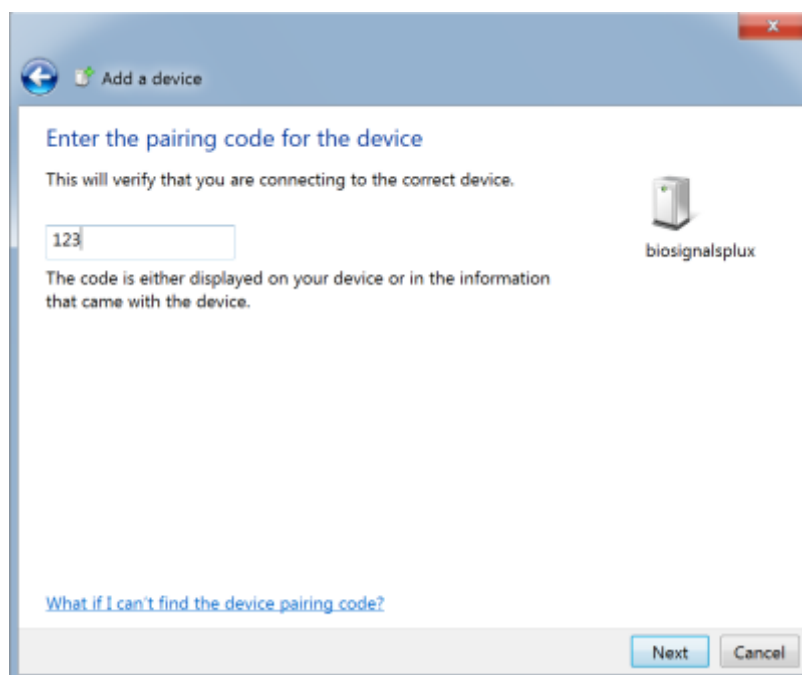 x
Add a device
Enter the pairing code for the device
This will verify that you are connecting to the correct device.
123
biosignalsplux
The code is either displayed on your device or in the information
that came with the device.
What if I can't find the device pairing code?
Next Cancel